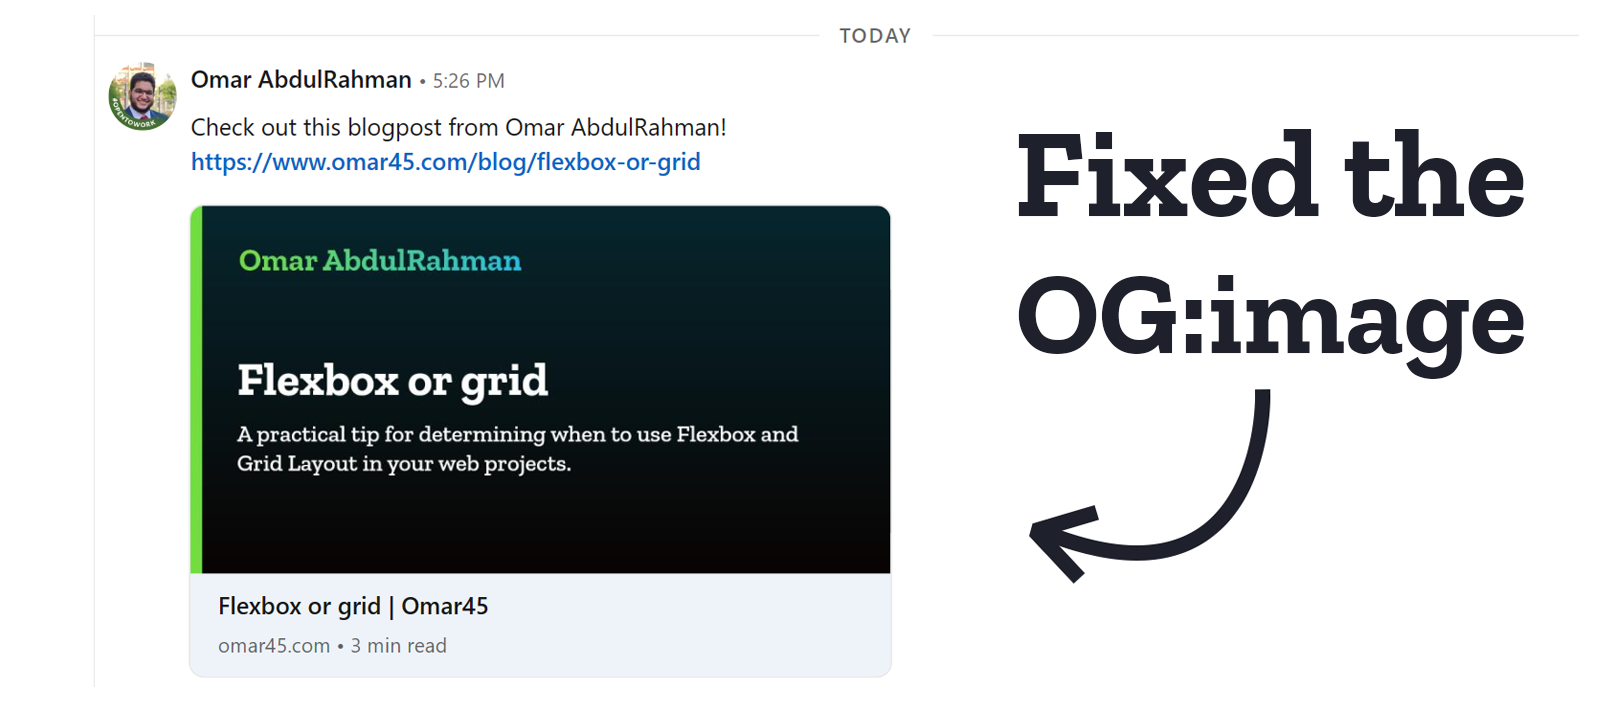 TODAY
Omar AbdulRahman • 5:26 PM
Check out this blogpost from Omar AbdulRahman!
https://www.omar45.com/blog/flexbox-or-grid
#OPENTOWORK
Omar AbdulRahman
Flexbox or grid
A practical tip for determining when to use Flexbox and
Grid Layout in your web projects.
Flexbox or grid | Omar45
omar45.com • 3 min read
Fixed the
OG:image